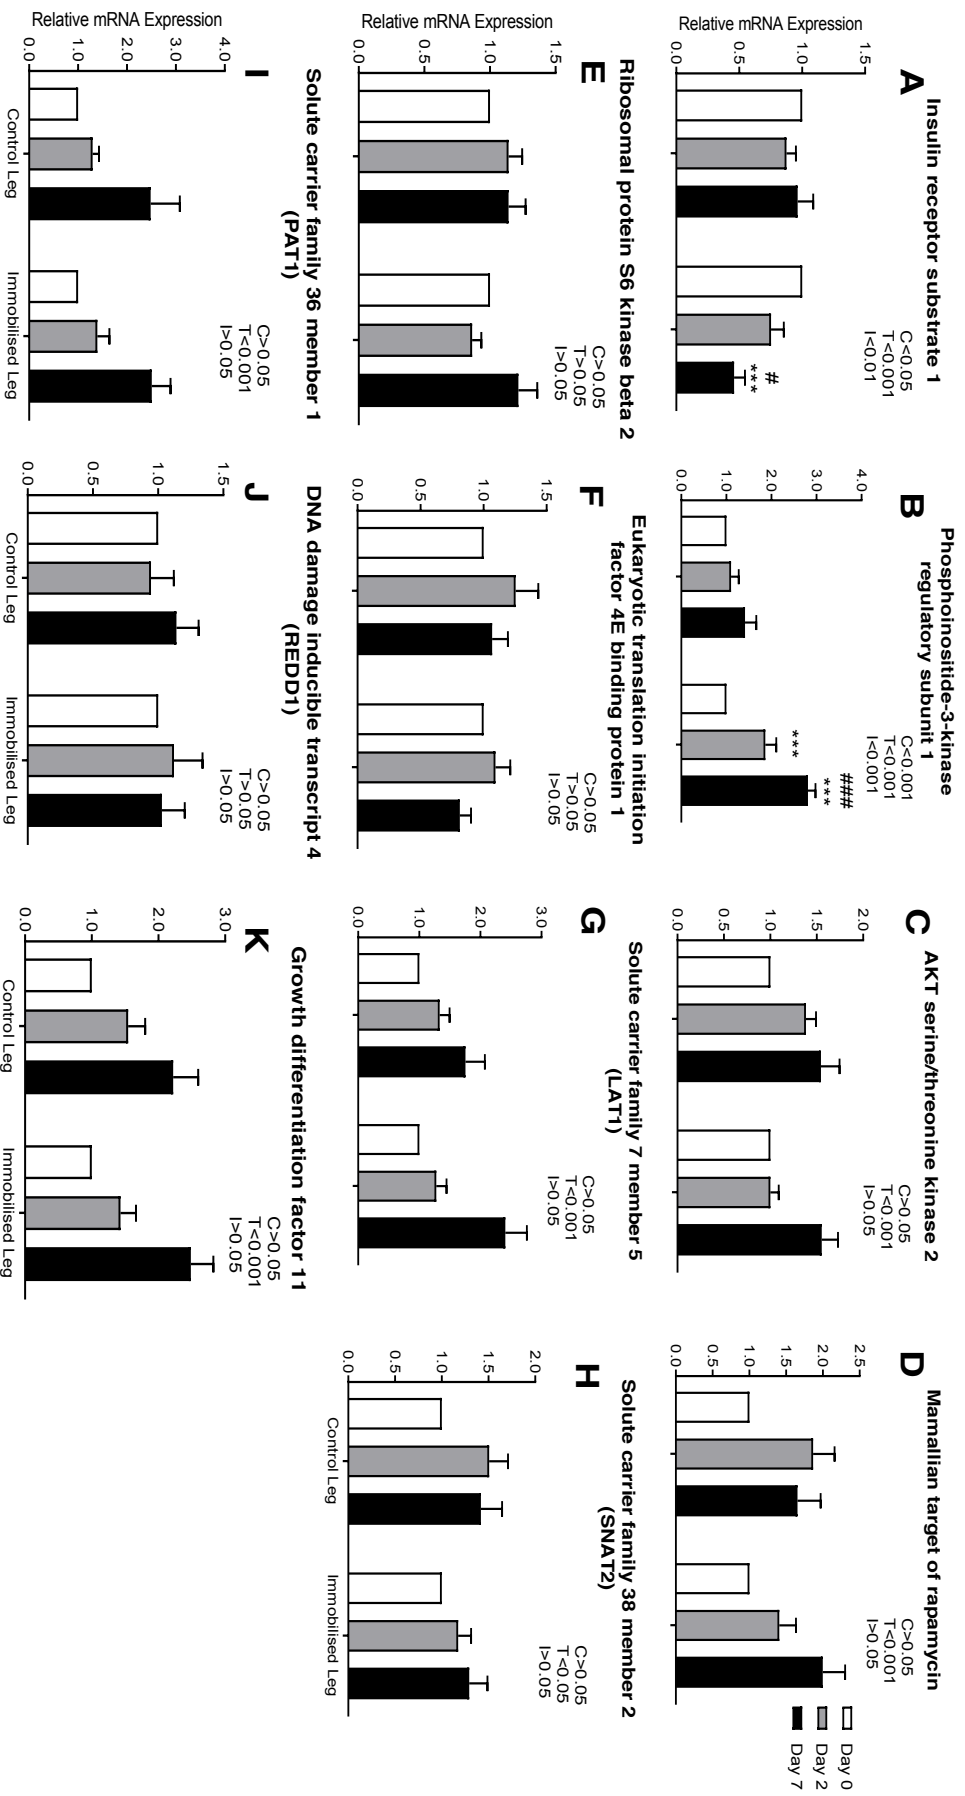 A
Insulin receptor substrate 1
C<0.05
T<0.001
I<0.01
Relative mRNA Expression
1.5
1.0
0.5
0.0
#
***
B
Phosphoinositide-3-kinase
regulatory subunit 1
C<0.001
T<0.001
I<0.001
4.0
3.0
2.0
1.0
0.0
***
###
***
C
AKT serine/threonine kinase 2
C>0.05
T<0.001
I>0.05
2.0
1.5
1.0
0.5
0.0
D
Mamallian target of rapamycin
C>0.05
T<0.001
I>0.05
2.5
2.0
1.5
1.0
0.5
0.0
Day 0
Day 2
Day 7
E
Ribosomal protein S6 kinase beta 2
C>0.05
T>0.05
I>0.05
Relative mRNA Expression
1.5
1.0
0.5
0.0
F
Eukaryotic translation initiation
factor 4E binding protein 1
C>0.05
T>0.05
I>0.05
1.5
1.0
0.5
0.0
G
Solute carrier family 7 member 5
(LAT1)
C>0.05
T<0.001
I>0.05
3.0
2.0
1.0
0.0
H
Solute carrier family 38 member 2
(SNAT2)
C>0.05
T<0.05
I>0.05
2.0
1.5
1.0
0.5
0.0
Control Leg
Immobilised Leg
I
Solute carrier family 36 member 1
(PAT1)
C>0.05
T<0.001
I>0.05
Relative mRNA Expression
4.0
3.0
2.0
1.0
0.0
Control Leg
Immobilised Leg
J
DNA damage inducible transcript 4
(REDD1)
C>0.05
T>0.05
I>0.05
1.5
1.0
0.5
0.0
Control Leg
Immobilised Leg
K
Growth differentiation factor 11
C>0.05
T<0.001
I>0.05
3.0
2.0
1.0
0.0
Control Leg
Immobilised Leg